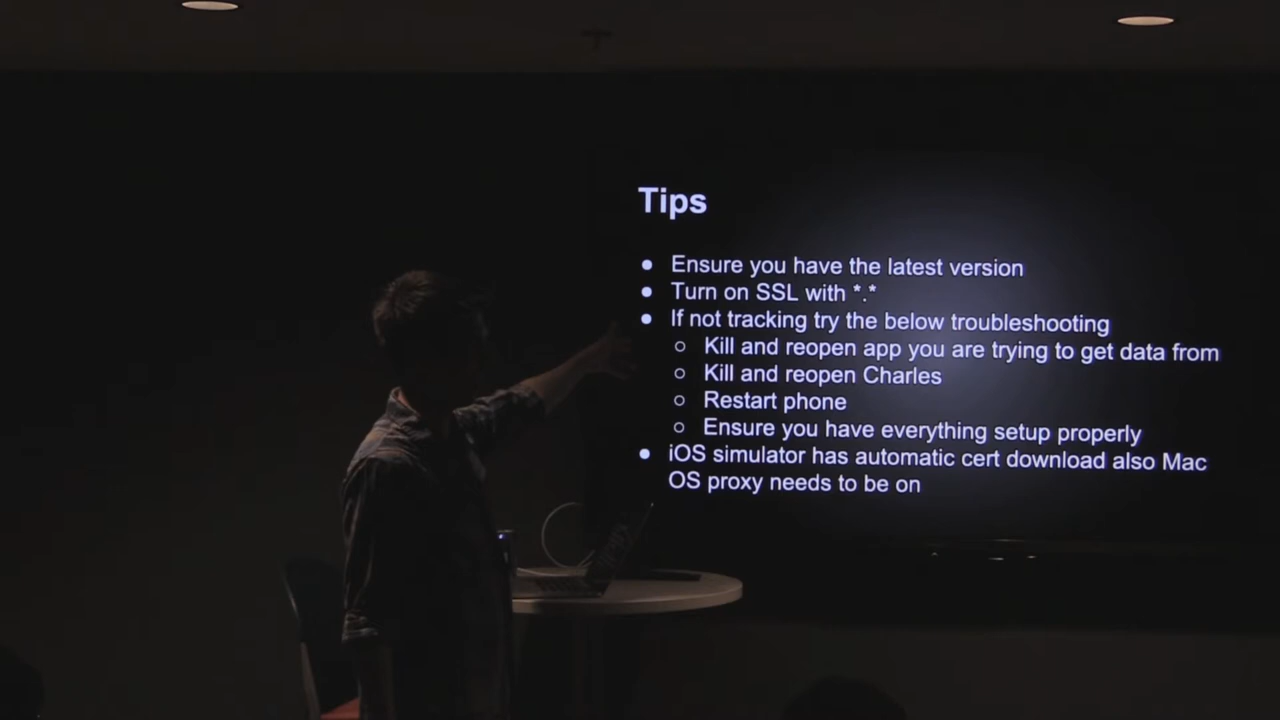 Tips
● Ensure you have the latest version
● Turn on SSL with *.*
● If not tracking try the below troubleshooting
○ Kill and reopen app you are trying to get data from
○ Kill and reopen Charles
○ Restart phone
○ Ensure you have everything setup properly
● iOS simulator has automatic cert download also Mac
OS proxy needs to be on